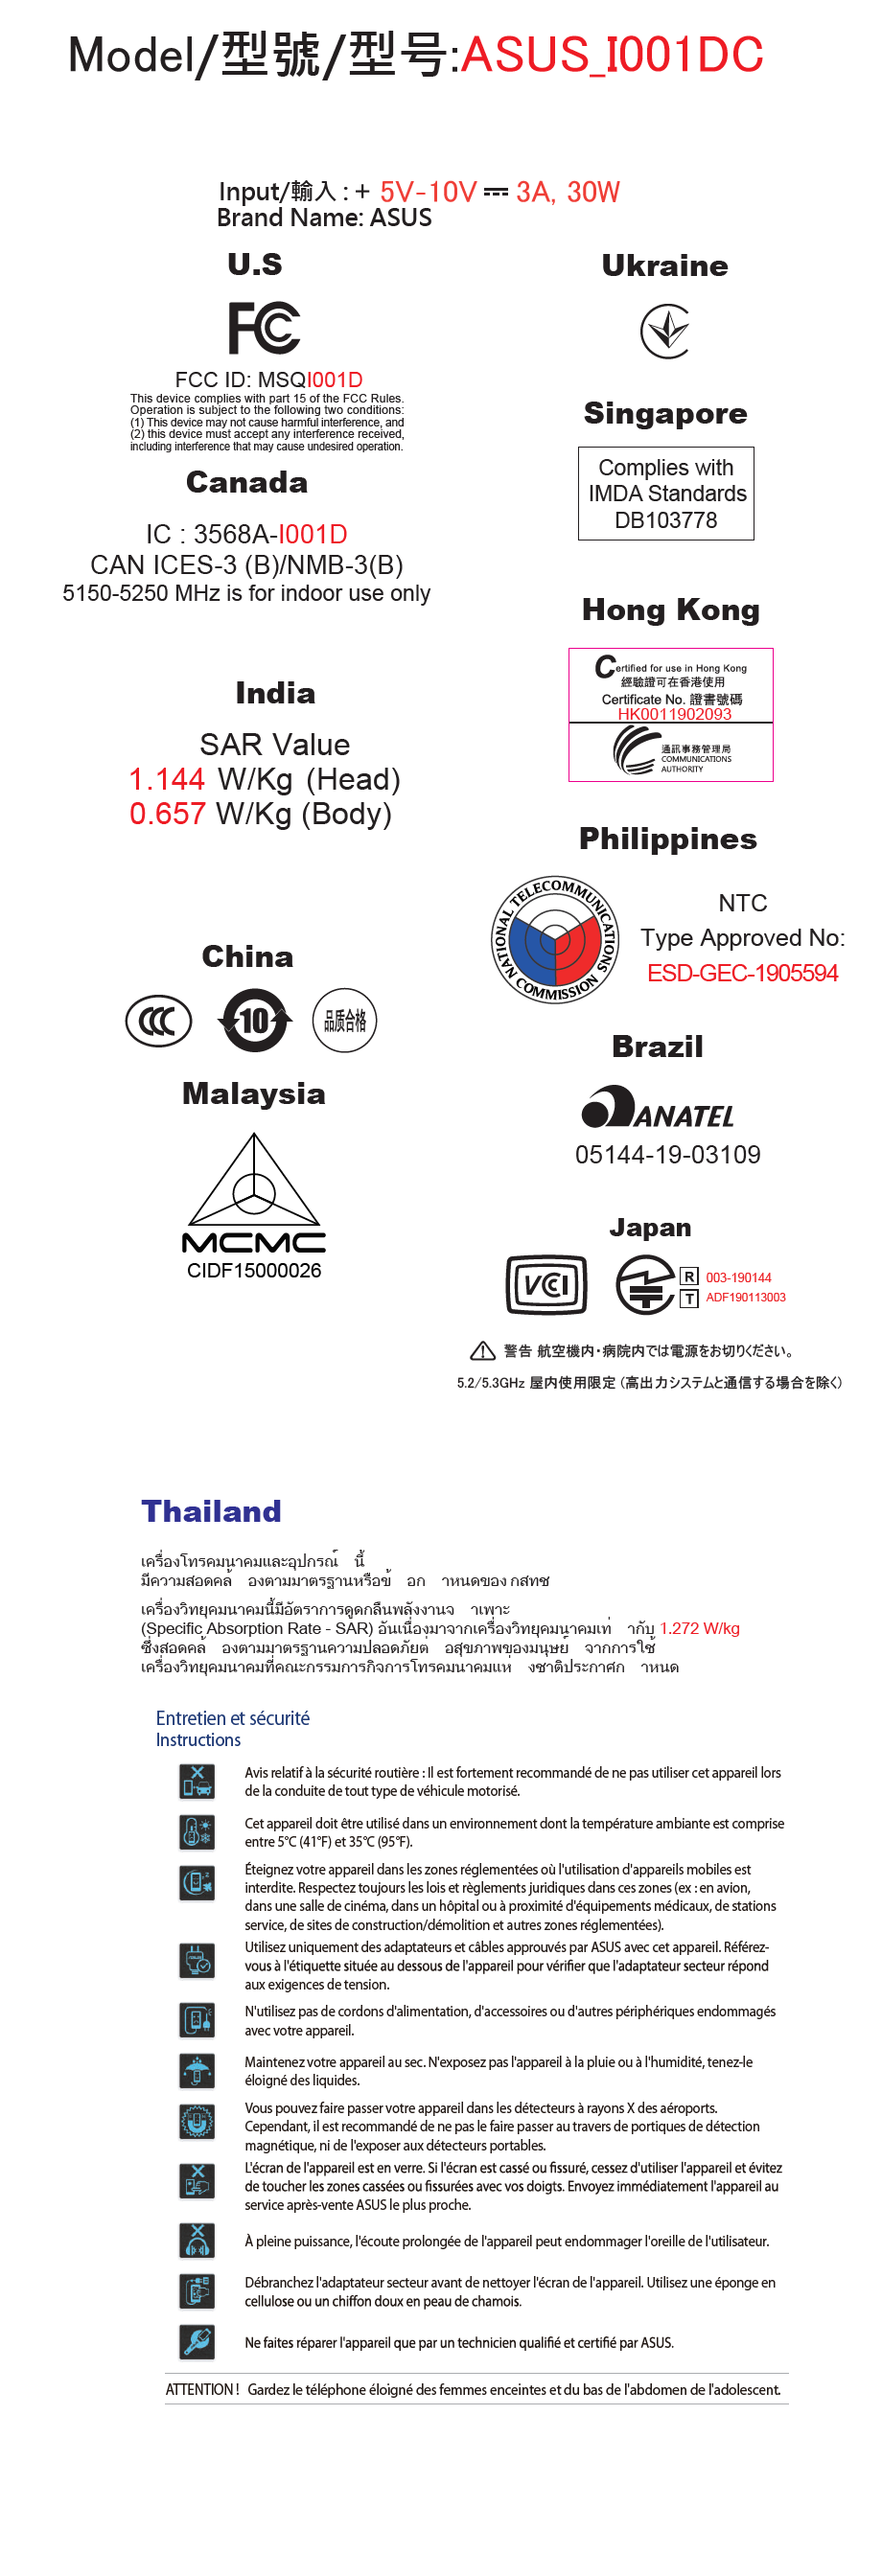 Model/型號/型号:ASUS_I001DC
Input/輸入 : + 5V-10V 3A, 30W
Brand Name: ASUS
U.S
FC
FCC ID: MSQI001D
This device complies with part 15 of the FCC Rules.
Operation is subject to the following two conditions:
(1) This device may not cause harmful interference, and
(2) this device must accept any interference received,
including interference that may cause undesired operation.
Canada
IC : 3568A-I001D
CAN ICES-3 (B)/NMB-3(B)
5150-5250 MHz is for indoor use only
India
SAR Value
1.144 W/Kg (Head)
0.657 W/Kg (Body)
China
CCC
10
品质合格
Malaysia
MCMC
CIDF15000026
Ukraine
Singapore
Complies with
IMDA Standards
DB103778
Hong Kong
Certified for use in Hong Kong
經驗證可在香港使用
Certificate No. 證書號碼
HK0011902093
通訊事務管理局
COMMUNICATIONS
AUTHORITY
Philippines
NATIONAL TELECOMMUNICATIONS COMMISSION
NTC
Type Approved No:
ESD-GEC-1905594
Brazil
ANATEL
05144-19-03109
Japan
VCCI
R 003-190144
T ADF190113003
警告 航空機内・病院内では電源をお切りください。
5.2/5.3GHz 屋内使用限定 (高出力システムと通信する場合を除く)
Thailand
เครื่องโทรคมนาคมและอุปกรณ์ นี้
มีความสอดคล้ องตามมาตรฐานหรือข้ อก าหนดของ กสทช
เครื่องวิทยุคมนาคมนี้มีอัตราการดูดกลืนพลังงานจ าเพาะ
(Specific Absorption Rate - SAR) อันเนื่องมาจากเครื่องวิทยุคมนาคมเท่ ากับ 1.272 W/kg
ซึ่งสอดคล้ องตามมาตรฐานความปลอดภัยต่ อสุขภาพของมนุษย์ จากการใช้
เครื่องวิทยุคมนาคมที่คณะกรรมการกิจการโทรคมนาคมแห่ งชาติประกาศก าหนด
Entretien et sécurité
Instructions
Avis relatif à la sécurité routière : Il est fortement recommandé de ne pas utiliser cet appareil lors
de la conduite de tout type de véhicule motorisé.
Cet appareil doit être utilisé dans un environnement dont la température ambiante est comprise
entre 5°C (41°F) et 35°C (95°F).
Éteignez votre appareil dans les zones réglementées où l'utilisation d'appareils mobiles est
interdite. Respectez toujours les lois et règlements juridiques dans ces zones (ex : en avion,
dans une salle de cinéma, dans un hôpital ou à proximité d'équipements médicaux, de stations
service, de sites de construction/démolition et autres zones réglementées).
Utilisez uniquement des adaptateurs et câbles approuvés par ASUS avec cet appareil. Référez-
vous à l'étiquette située au dessous de l'appareil pour vérifier que l'adaptateur secteur répond
aux exigences de tension.
N'utilisez pas de cordons d'alimentation, d'accessoires ou d'autres périphériques endommagés
avec votre appareil.
Maintenez votre appareil au sec. N'exposez pas l'appareil à la pluie ou à l'humidité, tenez-le
éloigné des liquides.
Vous pouvez faire passer votre appareil dans les détecteurs à rayons X des aéroports.
Cependant, il est recommandé de ne pas le faire passer au travers de portiques de détection
magnétique, ni de l'exposer aux détecteurs portables.
L'écran de l'appareil est en verre. Si l'écran est cassé ou fissuré, cessez d'utiliser l'appareil et évitez
de toucher les zones cassées ou fissurées avec vos doigts. Envoyez immédiatement l'appareil au
service après-vente ASUS le plus proche.
À pleine puissance, l'écoute prolongée de l'appareil peut endommager l'oreille de l'utilisateur.
Débranchez l'adaptateur secteur avant de nettoyer l'écran de l'appareil. Utilisez une éponge en
cellulose ou un chiffon doux en peau de chamois.
Ne faites réparer l'appareil que par un technicien qualifié et certifié par ASUS.
ATTENTION ! Gardez le téléphone éloigné des femmes enceintes et du bas de l'abdomen de l'adolescent.